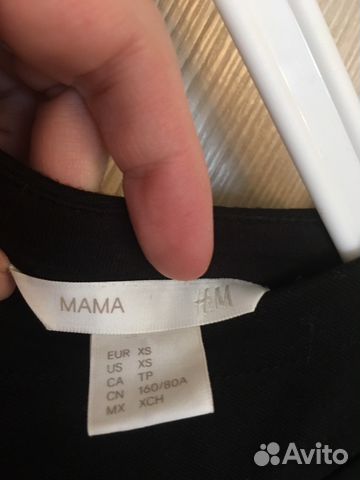 MAMA H&M
EUR XS
US XS
CA TP
CN 160/80A
MX XCH
Avito